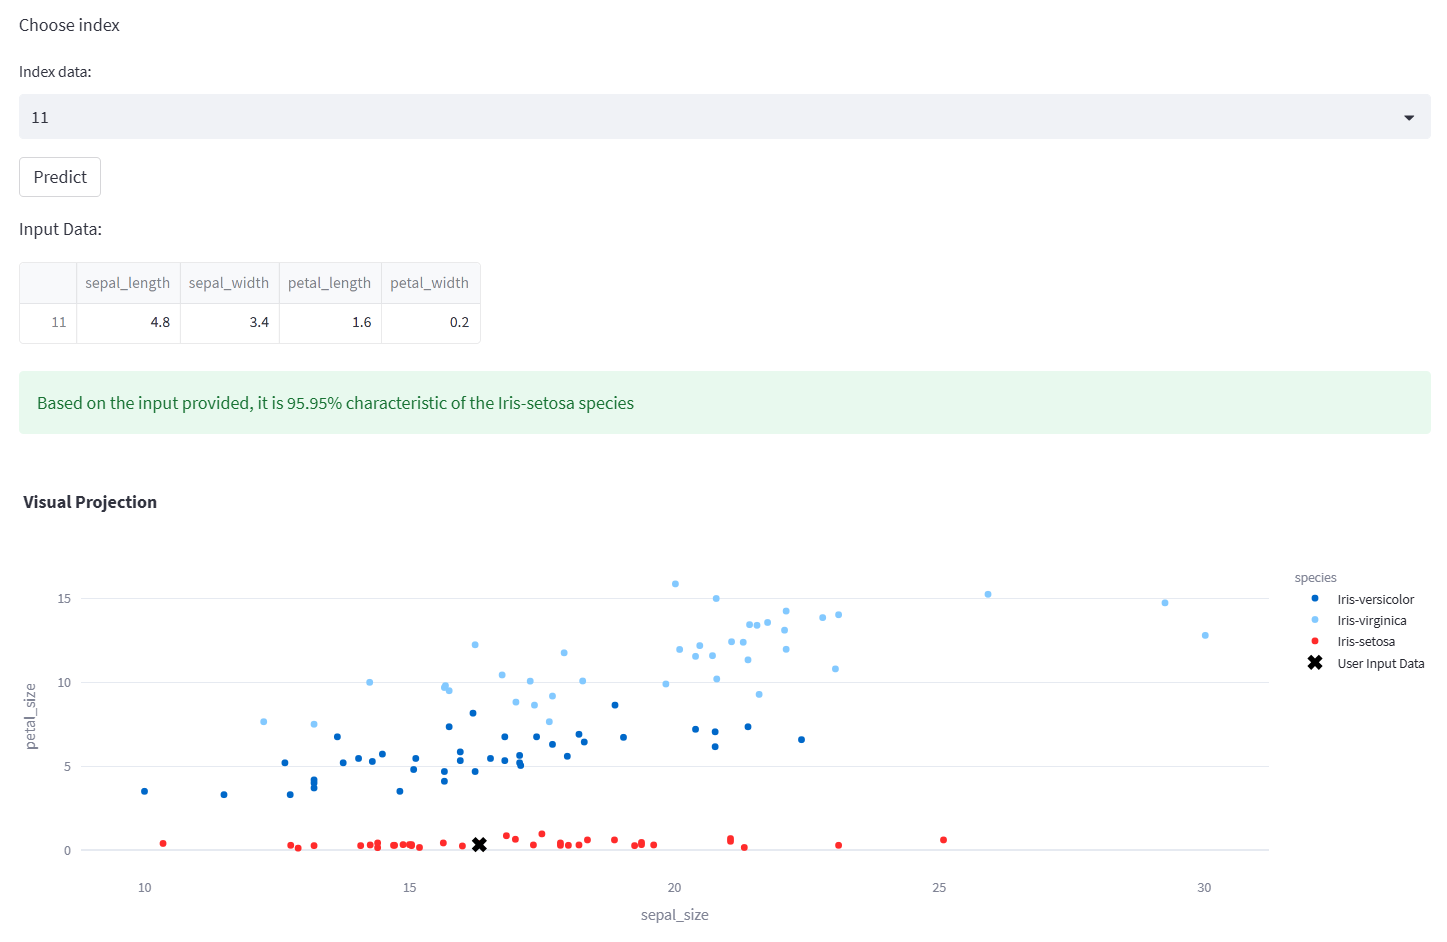 Choose index
Index data:
11
Predict
Input Data:
sepal_length sepal_width petal_length petal_width
11 4.8 3.4 1.6 0.2
Based on the input provided, it is 95.95% characteristic of the Iris-setosa species
Visual Projection
species
Iris-versicolor
Iris-virginica
Iris-setosa
User Input Data
petal_size
15
10
5
0
10 15 20 25 30
sepal_size